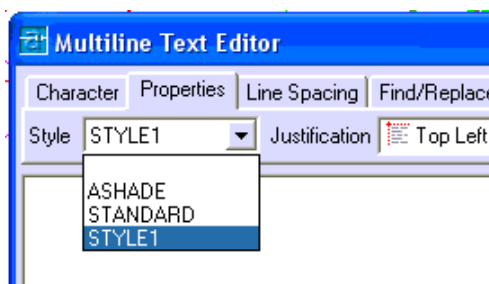 Multiline Text Editor
Character Properties Line Spacing Find/Replace
Style STYLE1 Justification Top Left
ASHADE
STANDARD
STYLE1